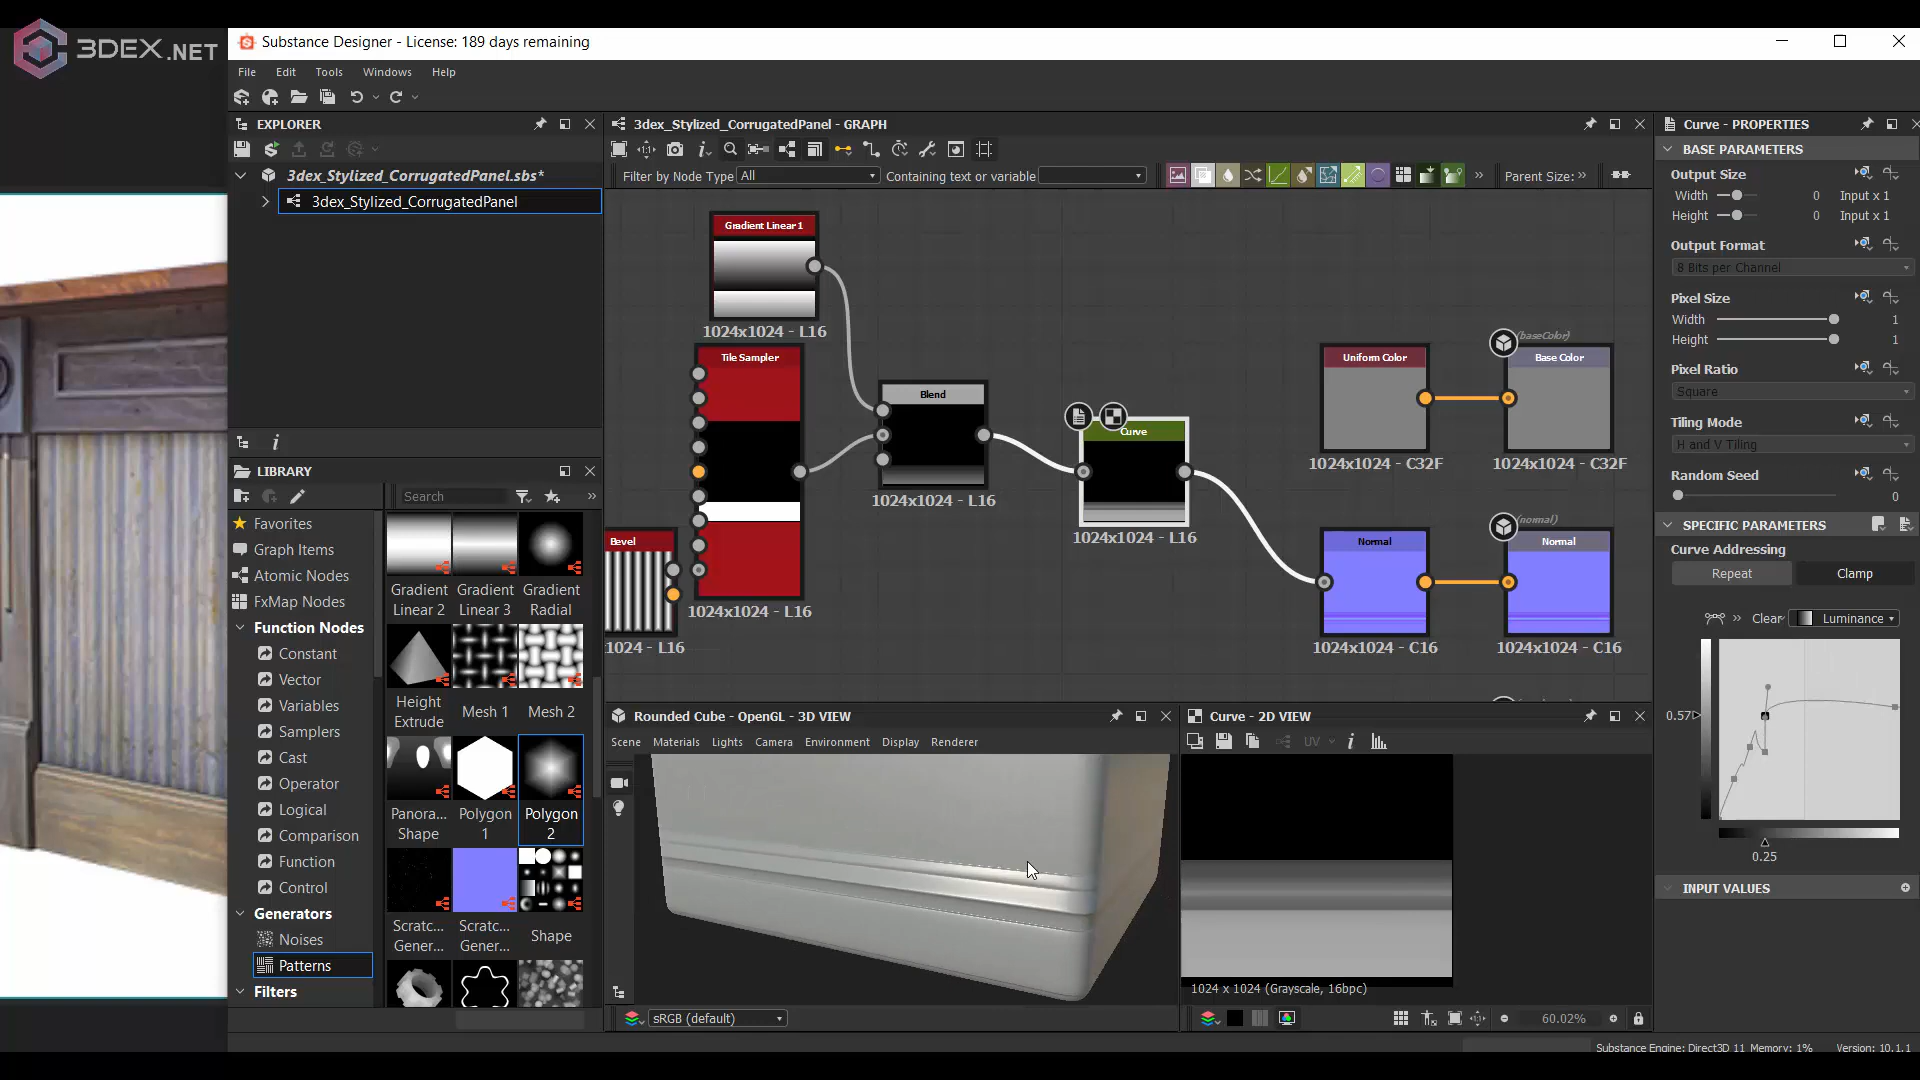 3DEX.NET
Substance Designer - License: 189 days remaining
File Edit Tools Windows Help
EXPLORER
3dex_Stylized_CorrugatedPanel.sbs*
3dex_Stylized_CorrugatedPanel
LIBRARY
Search
Favorites
Graph Items
Atomic Nodes
FxMap Nodes
Function Nodes
Constant
Vector
Variables
Samplers
Cast
Operator
Logical
Comparison
Function
Control
Generators
Noises
Patterns
Filters
Gradient Linear 2
Gradient Linear 3
Gradient Radial
Height Extrude
Mesh 1
Mesh 2
Panora... Shape
Polygon 1
Polygon 2
Scratc... Gener...
Scratc... Gener...
Shape
3dex_Stylized_CorrugatedPanel - GRAPH
Filter by Node Type All
Containing text or variable
Parent Size:
Gradient Linear 1
1024x1024 - L16
Tile Sampler
1024x1024 - L16
Bevel
1024 - L16
Blend
1024x1024 - L16
Curve
1024x1024 - L16
Uniform Color
1024x1024 - C32F
(baseColor)
Base Color
1024x1024 - C32F
Normal
1024x1024 - C16
(normal)
Normal
1024x1024 - C16
Rounded Cube - OpenGL - 3D VIEW
Scene Materials Lights Camera Environment Display Renderer
sRGB (default)
Curve - 2D VIEW
UV
1024 x 1024 (Grayscale, 16bpc)
60.02%
Curve - PROPERTIES
BASE PARAMETERS
Output Size
Width 0 Input x 1
Height 0 Input x 1
Output Format
8 Bits per Channel
Pixel Size
Width 1
Height 1
Pixel Ratio
Square
Tiling Mode
H and V Tiling
Random Seed
0
SPECIFIC PARAMETERS
Curve Addressing
Repeat Clamp
Clear Luminance
0.57
0.25
INPUT VALUES
Substance Engine: Direct3D 11 Memory: 1% Version: 10.1.1